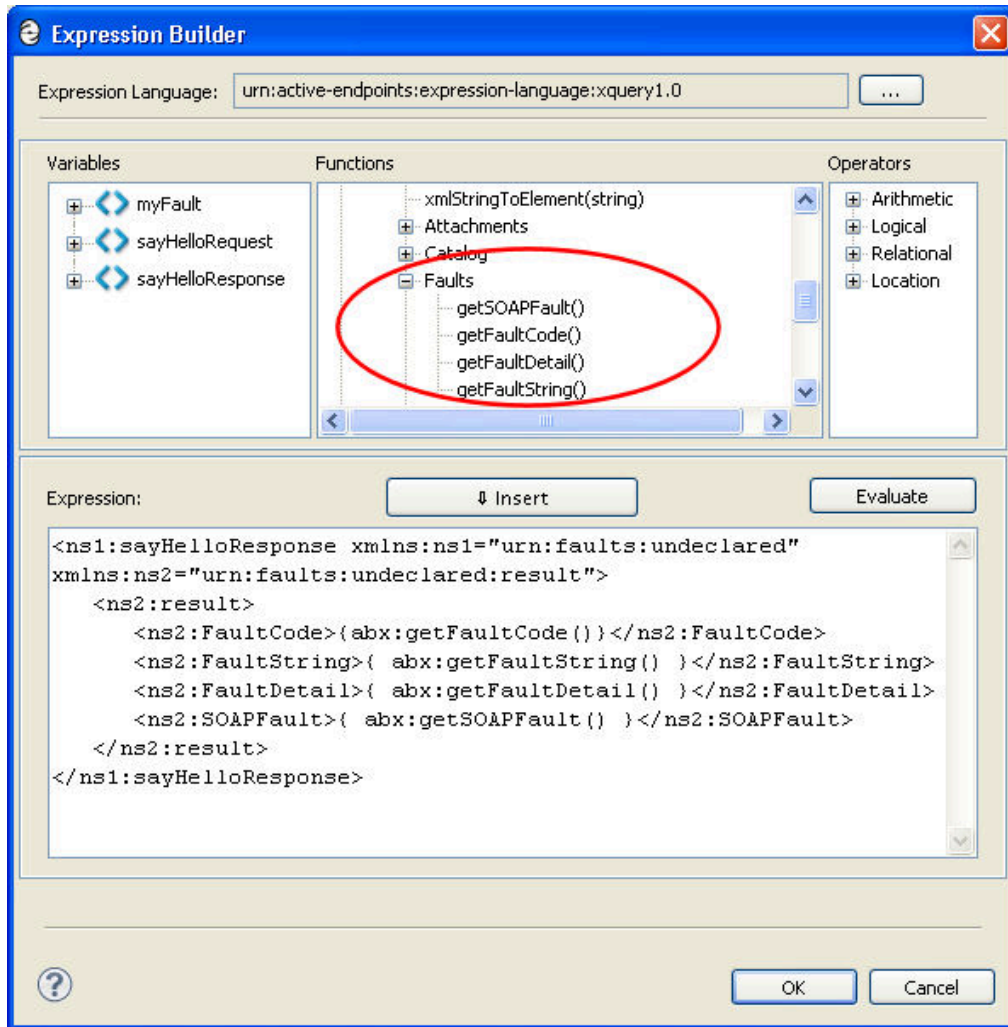 Expression Builder
Expression Language: urn:active-endpoints:expression-language:xquery1.0 ...
Variables Functions Operators
myFault
sayHelloRequest
sayHelloResponse
xmlStringToElement(string)
Attachments
Catalog
Faults
getSOAPFault()
getFaultCode()
getFaultDetail()
getFaultString()
Arithmetic
Logical
Relational
Location
Expression: Insert Evaluate
<ns1:sayHelloResponse xmlns:ns1="urn:faults:undeclared"
xmlns:ns2="urn:faults:undeclared:result">
<ns2:result>
<ns2:FaultCode>{abx:getFaultCode()}</ns2:FaultCode>
<ns2:FaultString>{ abx:getFaultString() }</ns2:FaultString>
<ns2:FaultDetail>{ abx:getFaultDetail() }</ns2:FaultDetail>
<ns2:SOAPFault>{ abx:getSOAPFault() }</ns2:SOAPFault>
</ns2:result>
</ns1:sayHelloResponse>
? OK Cancel